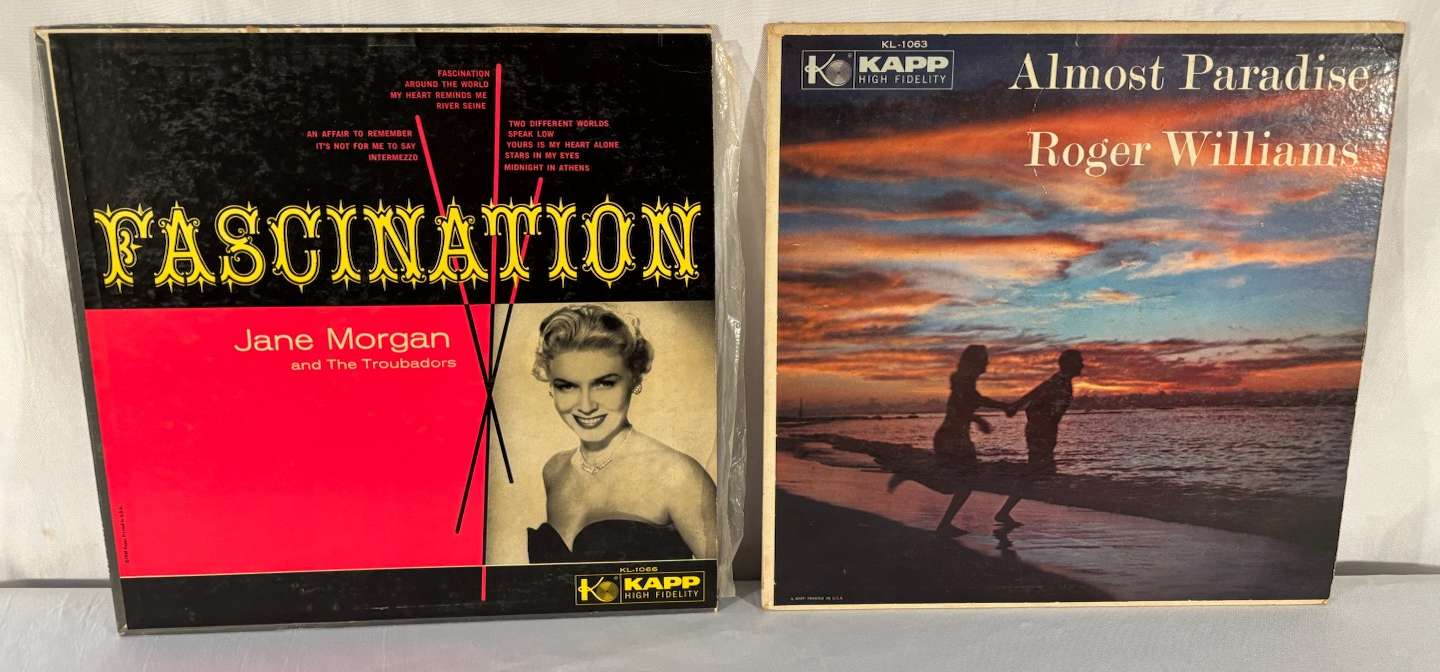 FASCINATION
AROUND THE WORLD
MY HEART REMINDS ME
RIVER SEINE
AN AFFAIR TO REMEMBER
IT'S NOT FOR ME TO SAY
INTERMEZZO
TWO DIFFERENT WORLDS
SPEAK LOW
YOURS IS MY HEART ALONE
STARS IN MY EYES
MIDNIGHT IN ATHENS
FASCINATION
Jane Morgan
and The Troubadors
KL-1066
K KAPP
HIGH FIDELITY
KL-1063
K KAPP
HIGH FIDELITY
Almost Paradise
Roger Williams
PRINTED IN U.S.A.